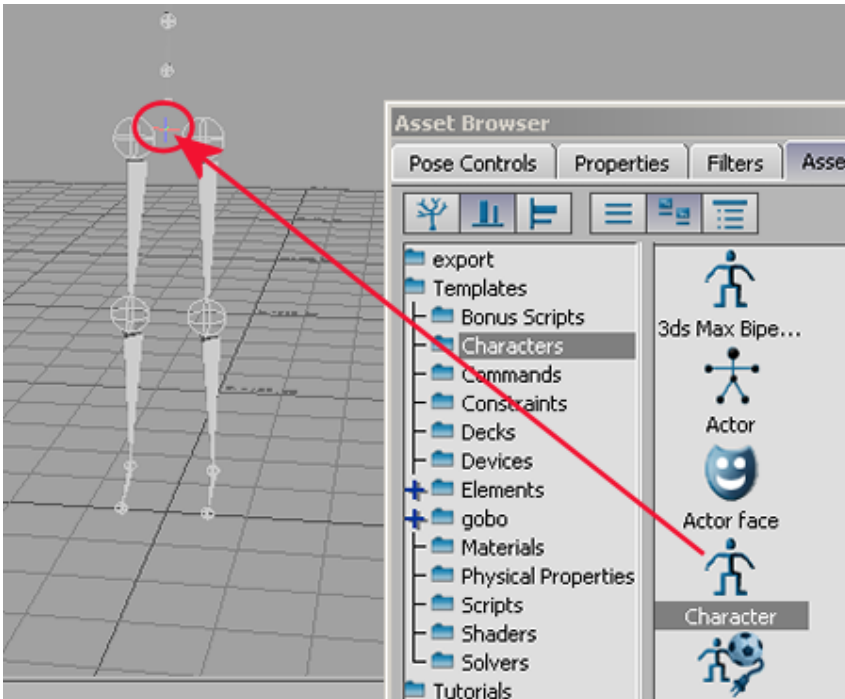 Asset Browser
Pose Controls Properties Filters Asse
export
Templates
Bonus Scripts
Characters
Commands
Constraints
Decks
Devices
Elements
gobo
Materials
Physical Properties
Scripts
Shaders
Solvers
Tutorials
3ds Max Bipe...
Actor
Actor face
Character